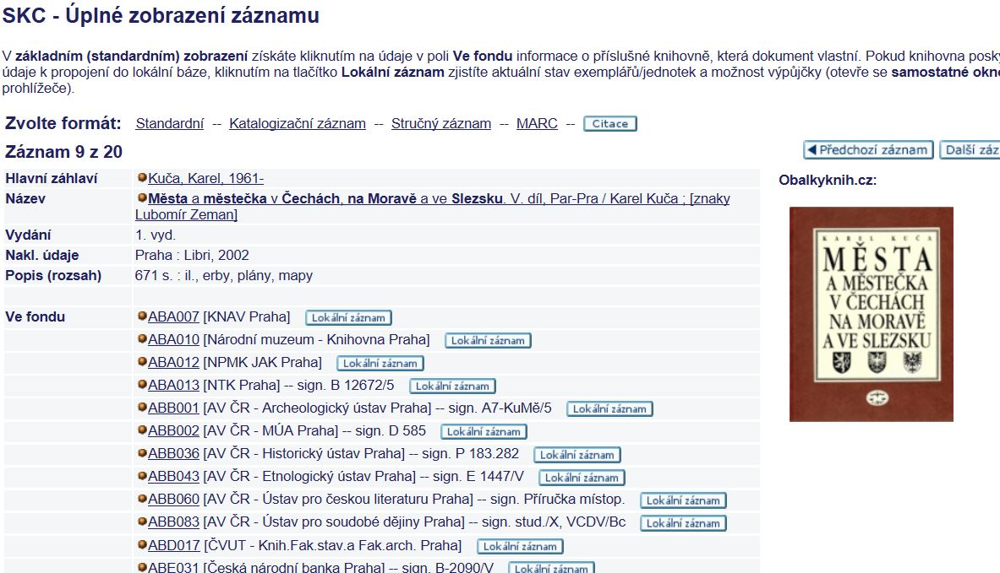 SKC - Úplné zobrazení záznamu
V základním (standardním) zobrazení získáte kliknutím na údaje v poli Ve fondu informace o příslušné knihovně, která dokument vlastní. Pokud knihovna posky
údaje k propojení do lokální báze, kliknutím na tlačítko Lokální záznam zjistíte aktuální stav exemplářů/jednotek a možnost výpůjčky (otevře se samostatné okno
prohlížeče).
Zvolte formát: Standardní -- Katalogizační záznam -- Stručný záznam -- MARC -- Citace
Záznam 9 z 20
Předchozí záznam Další záz
Hlavní záhlaví Kuča, Karel, 1961-
Název Města a městečka v Čechách, na Moravě a ve Slezsku. V. díl, Par-Pra / Karel Kuča ; [znaky
Lubomír Zeman]
Vydání 1. vyd.
Nakl. údaje Praha : Libri, 2002
Popis (rozsah) 671 s. : il., erby, plány, mapy
Ve fondu ABA007 [KNAV Praha] Lokální záznam
ABA010 [Národní muzeum - Knihovna Praha] Lokální záznam
ABA012 [NPMK JAK Praha] Lokální záznam
ABA013 [NTK Praha] -- sign. B 12672/5 Lokální záznam
ABB001 [AV ČR - Archeologický ústav Praha] -- sign. A7-KuMě/5 Lokální záznam
ABB002 [AV ČR - MÚA Praha] -- sign. D 585 Lokální záznam
ABB036 [AV ČR - Historický ústav Praha] -- sign. P 183.282 Lokální záznam
ABB043 [AV ČR - Etnologický ústav Praha] -- sign. E 1447/V Lokální záznam
ABB060 [AV ČR - Ústav pro českou literaturu Praha] -- sign. Příručka místop. Lokální záznam
ABB083 [AV ČR - Ústav pro soudobé dějiny Praha] -- sign. stud./X, VCDV/Bc Lokální záznam
ABD017 [ČVUT - Knih.Fak.stav.a Fak.arch. Praha] Lokální záznam
ABE031 [Česká národní banka Praha] -- sign. B-2090/V Lokální záznam
Obalkyknih.cz:
KAREL KUČA
MĚSTA
A MĚSTEČKA
V ČECHÁCH
NA MORAVĚ
A VE SLEZSKU